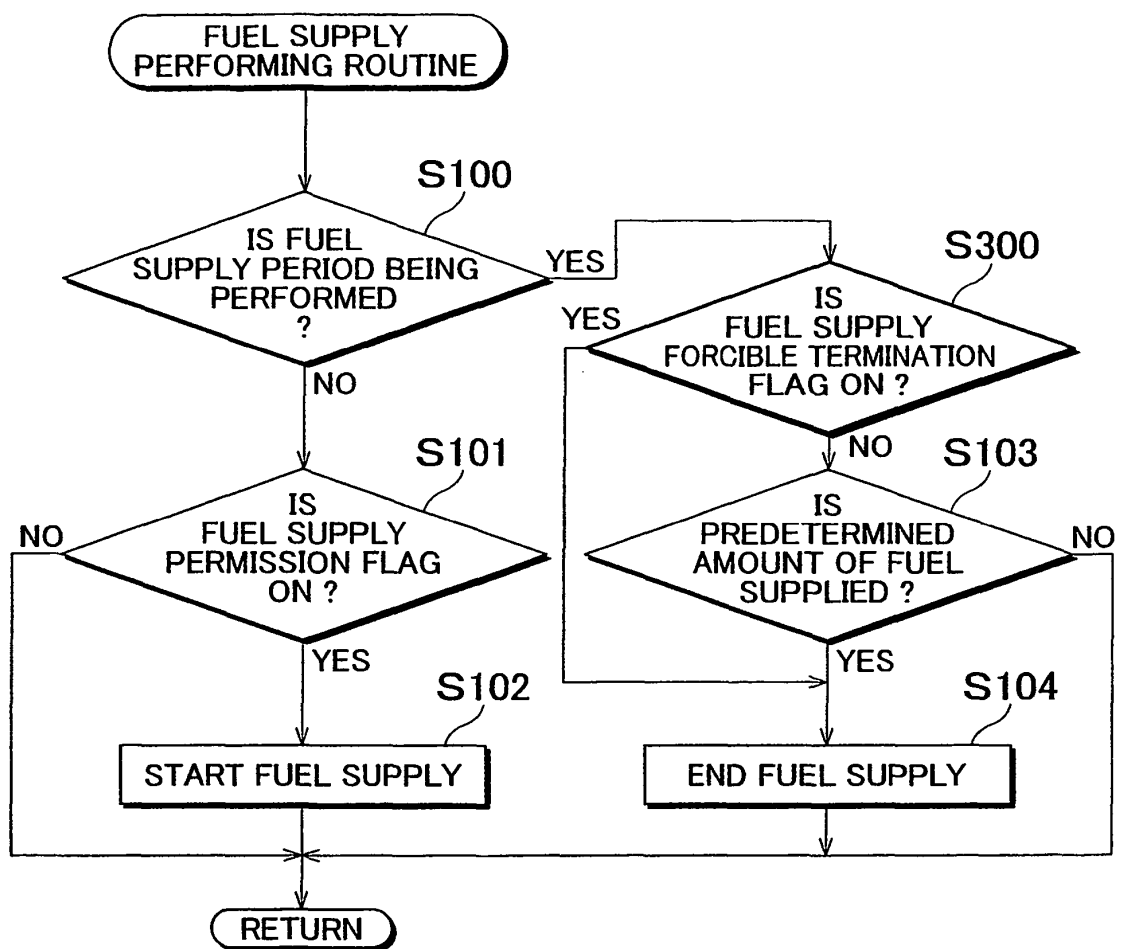 FUEL SUPPLY
PERFORMING ROUTINE
S100
IS FUEL
SUPPLY PERIOD BEING
PERFORMED
?
YES
NO
S300
IS
FUEL SUPPLY
FORCIBLE TERMINATION
FLAG ON ?
YES
NO
S101
IS
FUEL SUPPLY
PERMISSION FLAG
ON ?
NO
YES
S103
IS
PREDETERMINED
AMOUNT OF FUEL
SUPPLIED ?
NO
YES
S102
START FUEL SUPPLY
S104
END FUEL SUPPLY
RETURN